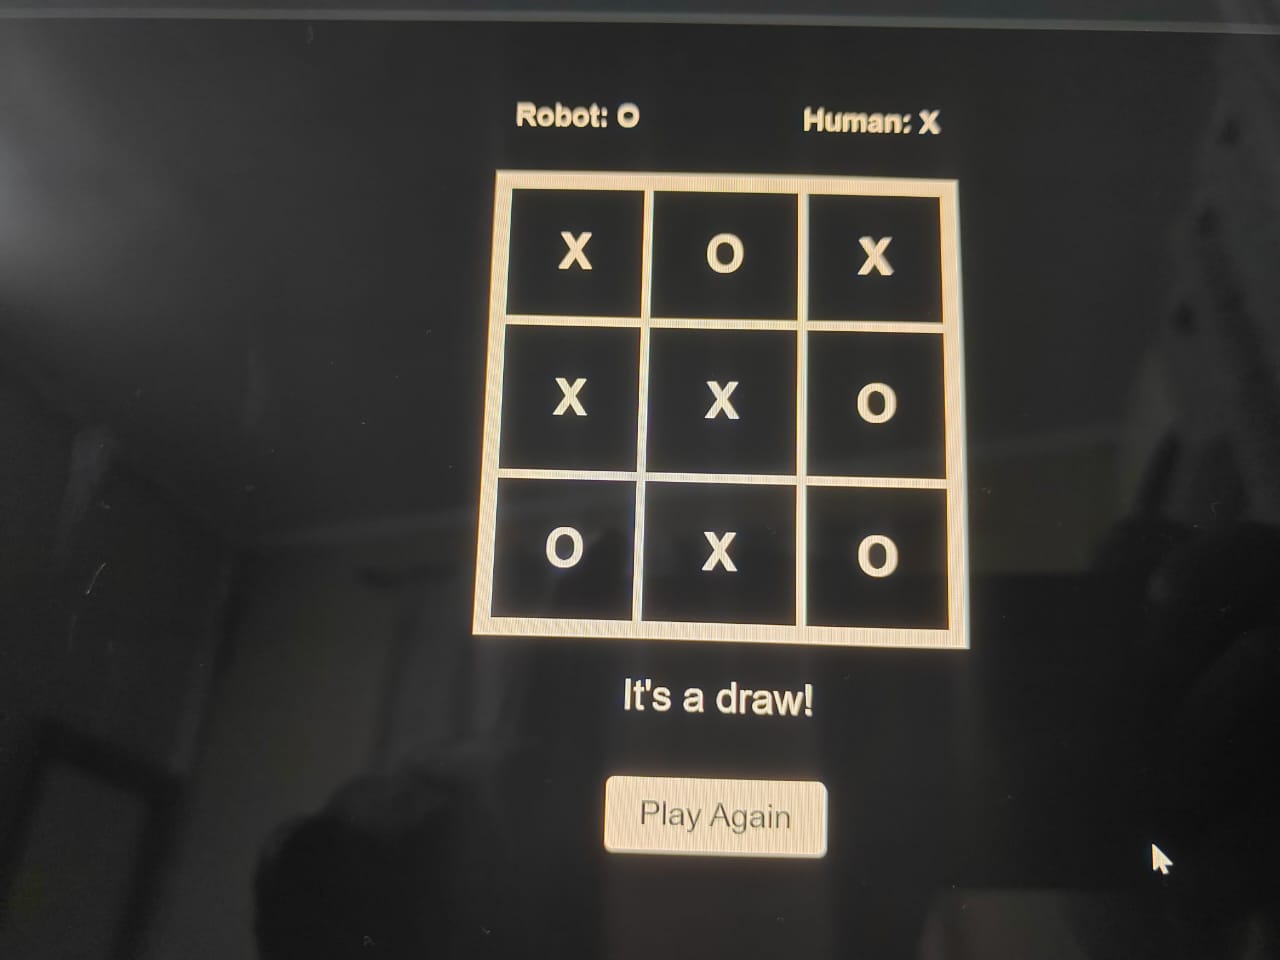 Robot: O Human: X
X O X
X X O
O X O
It's a draw!
Play Again